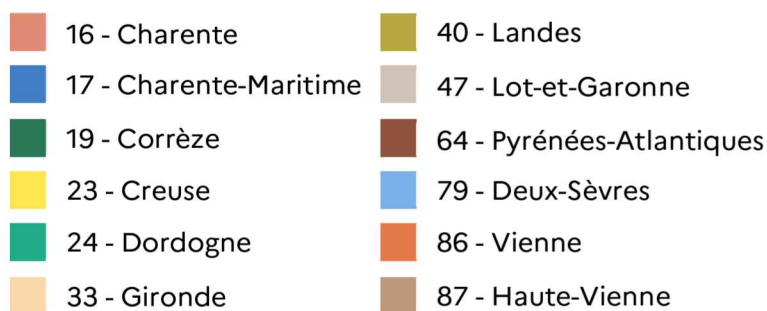 16 - Charente
17 - Charente-Maritime
19 - Corrèze
23 - Creuse
24 - Dordogne
33 - Gironde
40 - Landes
47 - Lot-et-Garonne
64 - Pyrénées-Atlantiques
79 - Deux-Sèvres
86 - Vienne
87 - Haute-Vienne